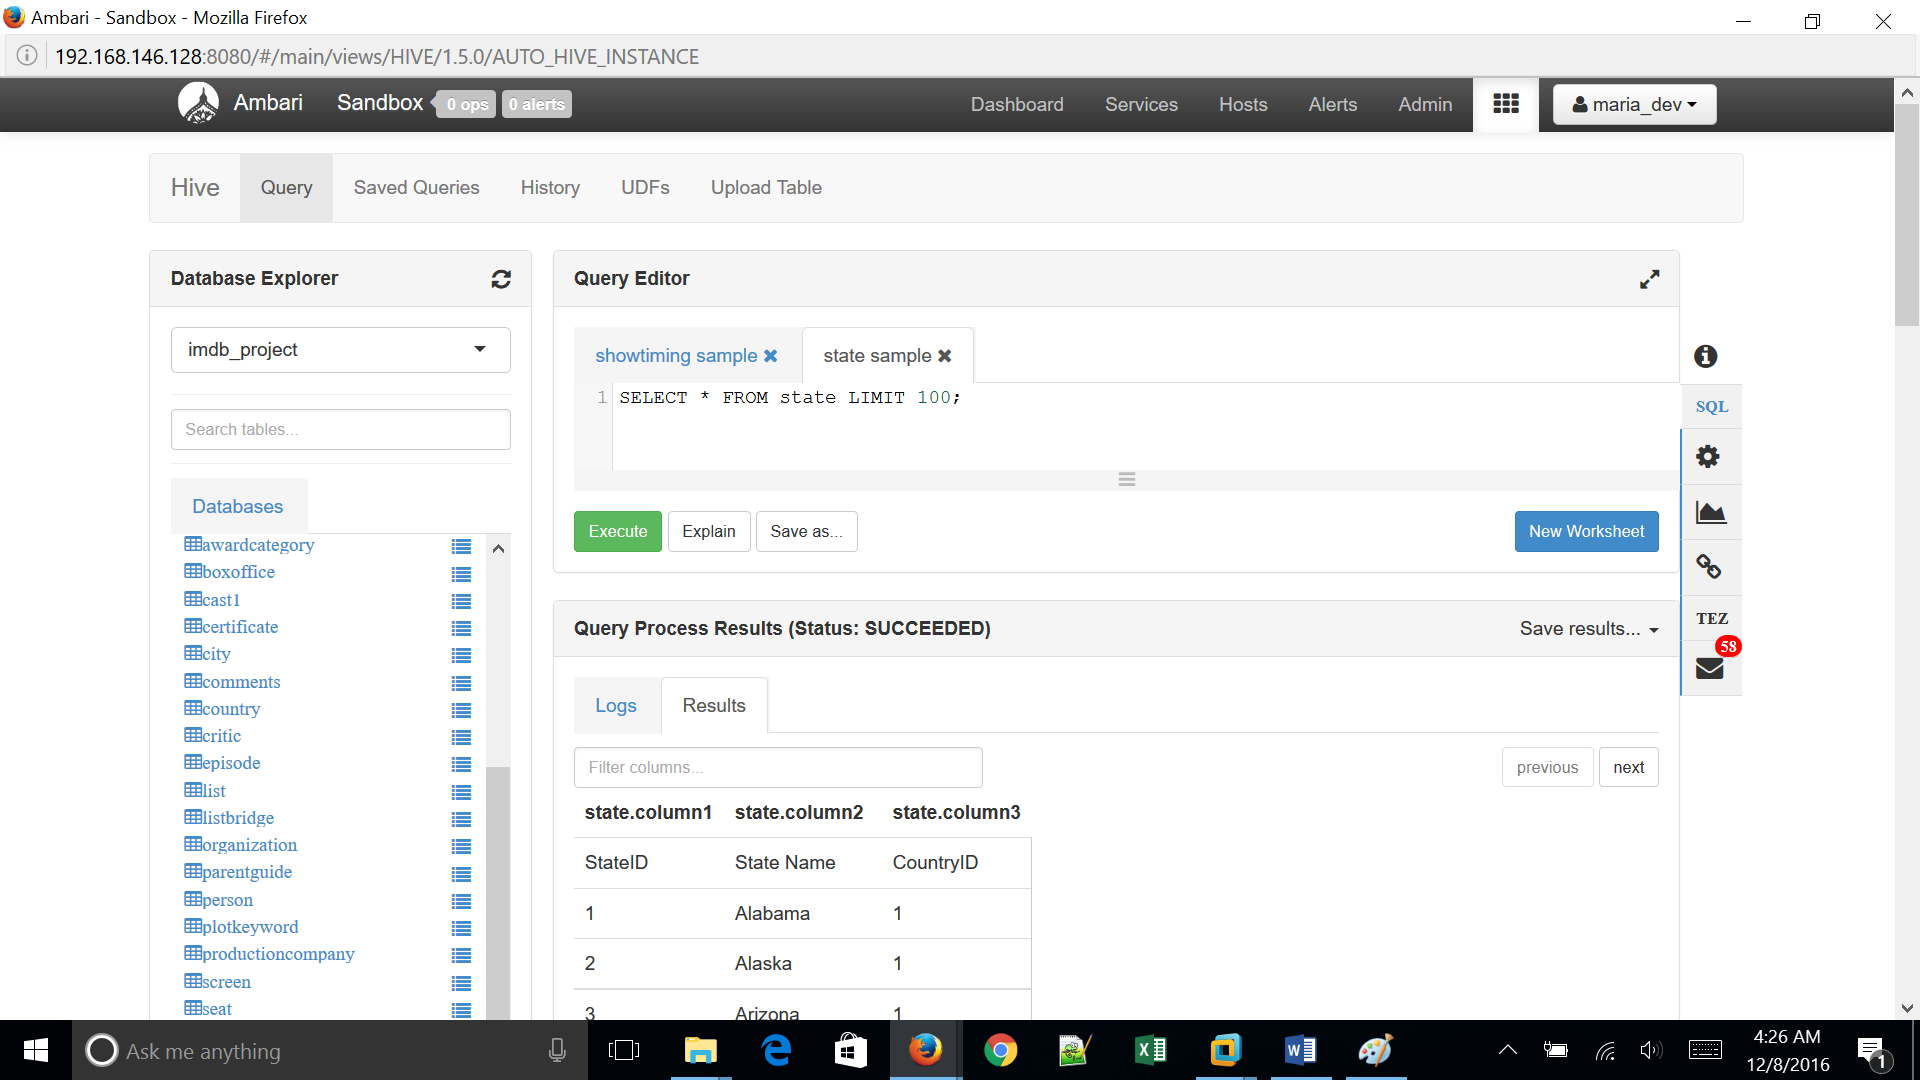 Ambari - Sandbox - Mozilla Firefox
192.168.146.128:8080/#/main/views/HIVE/1.5.0/AUTO_HIVE_INSTANCE
Ambari Sandbox 0 ops 0 alerts Dashboard Services Hosts Alerts Admin maria_dev
Hive Query Saved Queries History UDFs Upload Table
Database Explorer
imdb_project
Search tables...
Databases
awardcategory
boxoffice
cast1
certificate
city
comments
country
critic
episode
list
listbridge
organization
parentguide
person
plotkeyword
productioncompany
screen
seat
Query Editor
showtiming sample state sample
1 SELECT * FROM state LIMIT 100;
Execute Explain Save as... New Worksheet
Query Process Results (Status: SUCCEEDED) Save results...
Logs Results
Filter columns... previous next
state.column1 state.column2 state.column3
StateID State Name CountryID
1 Alabama 1
2 Alaska 1
3 Arizona 1
SQL
TEZ
58
Ask me anything
4:26 AM
12/8/2016
1